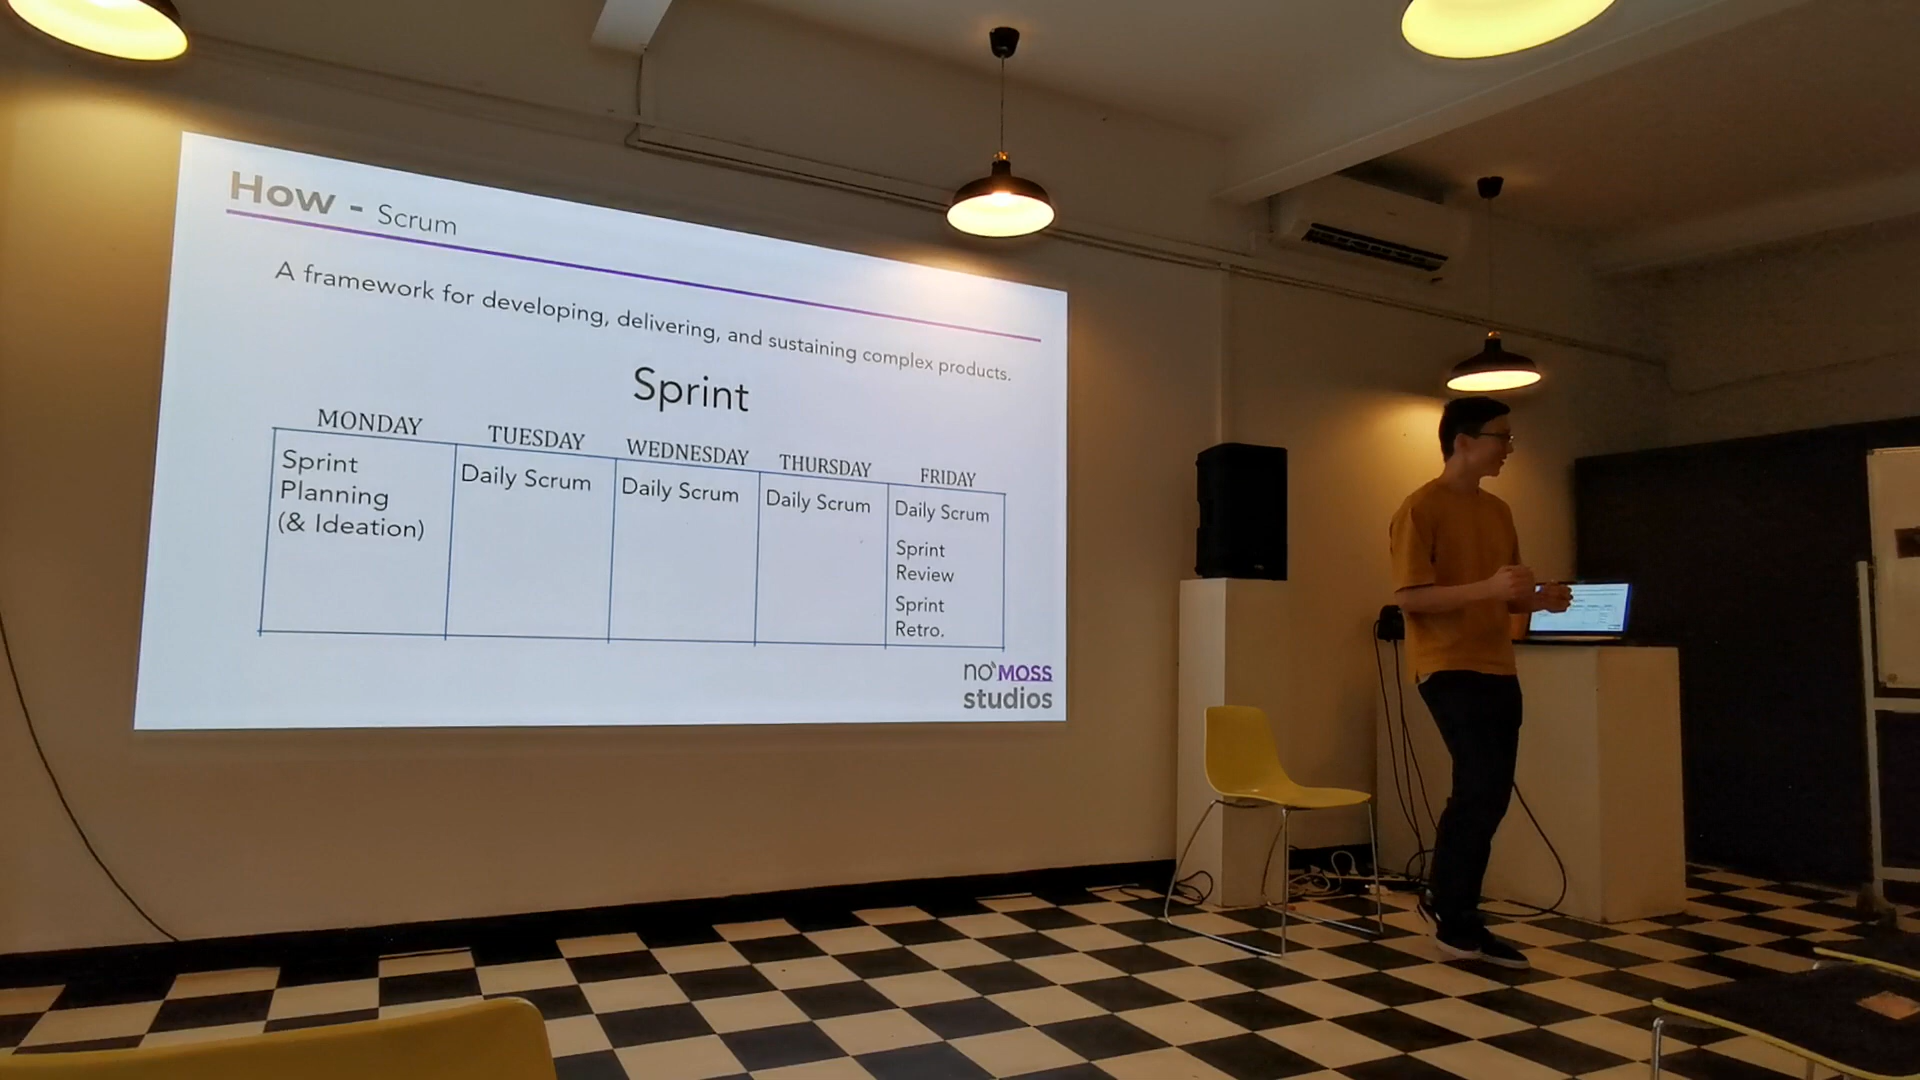 How - Scrum
A framework for developing, delivering, and sustaining complex products.
Sprint
MONDAY TUESDAY WEDNESDAY THURSDAY FRIDAY
Sprint
Planning
(& Ideation)
Daily Scrum
Daily Scrum
Daily Scrum
Daily Scrum
Sprint
Review
Sprint
Retro.
no MOSS
studios